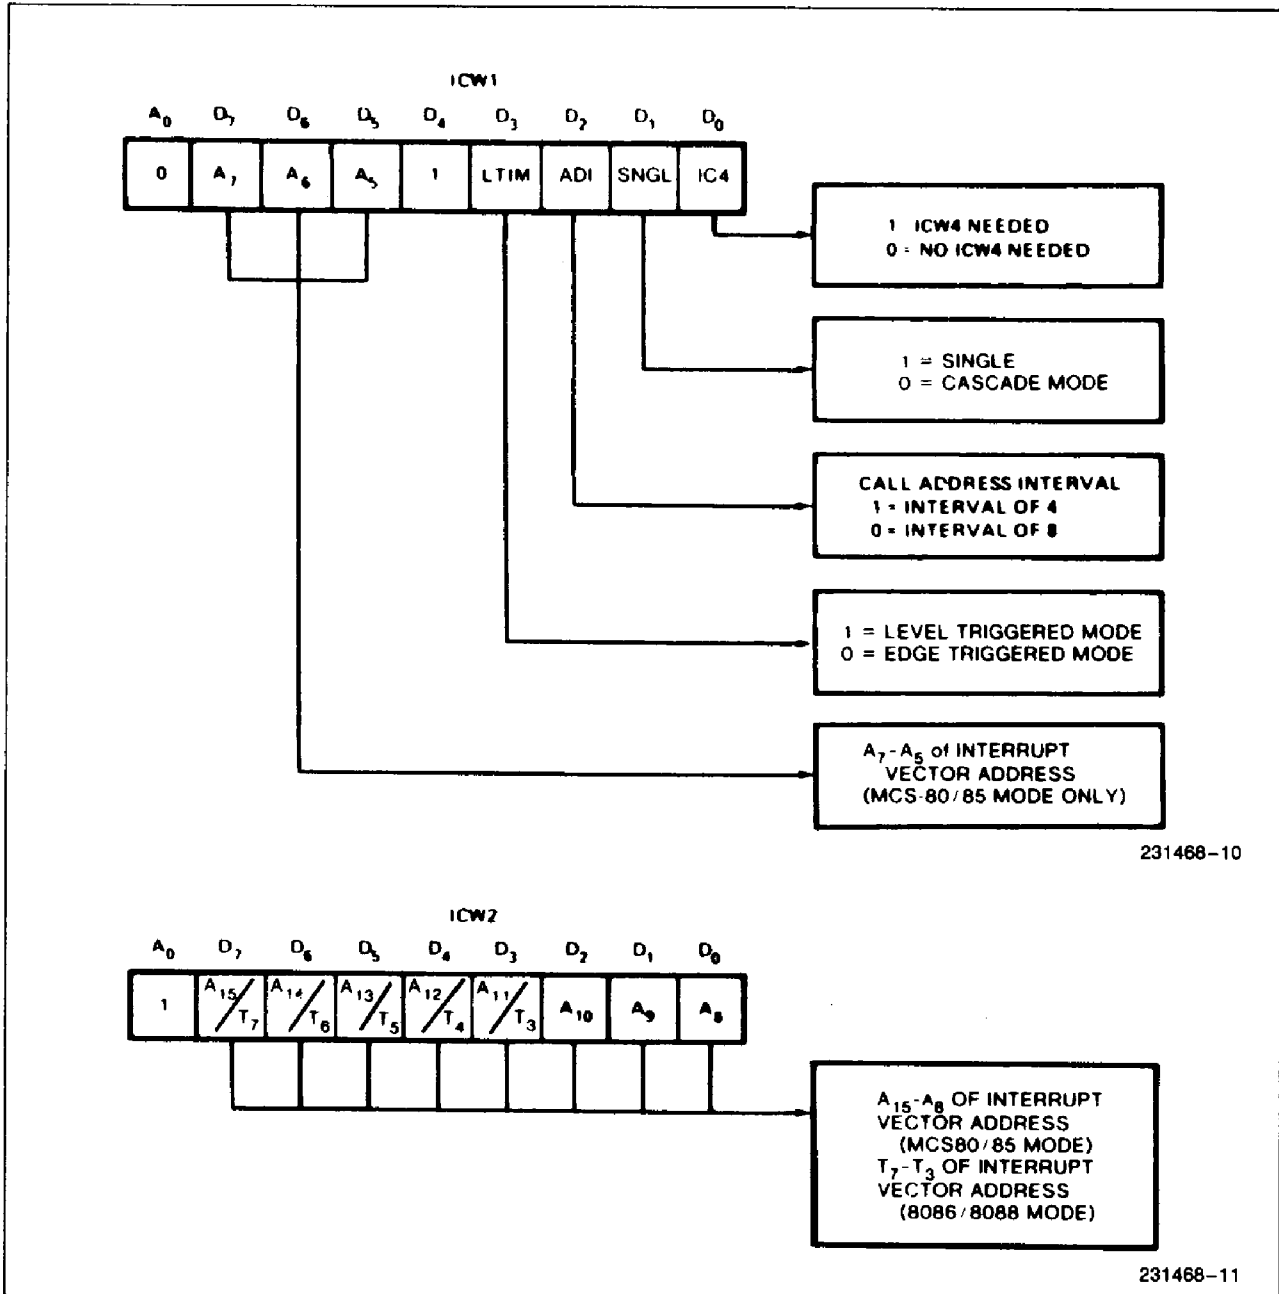 ICW1
A0 D7 D6 D5 D4 D3 D2 D1 D0
0 A7 A6 A5 1 LTIM ADI SNGL IC4
1 ICW4 NEEDED
0 = NO ICW4 NEEDED
1 = SINGLE
0 = CASCADE MODE
CALL ADDRESS INTERVAL
1 = INTERVAL OF 4
0 = INTERVAL OF 8
1 = LEVEL TRIGGERED MODE
0 = EDGE TRIGGERED MODE
A7-A5 of INTERRUPT
VECTOR ADDRESS
(MCS-80/85 MODE ONLY)
231468-10
ICW2
A0 D7 D6 D5 D4 D3 D2 D1 D0
1 A15/T7 A14/T6 A13/T5 A12/T4 A11/T3 A10 A9 A8
A15-A8 OF INTERRUPT
VECTOR ADDRESS
(MCS80/85 MODE)
T7-T3 OF INTERRUPT
VECTOR ADDRESS
(8086/8088 MODE)
231468-11